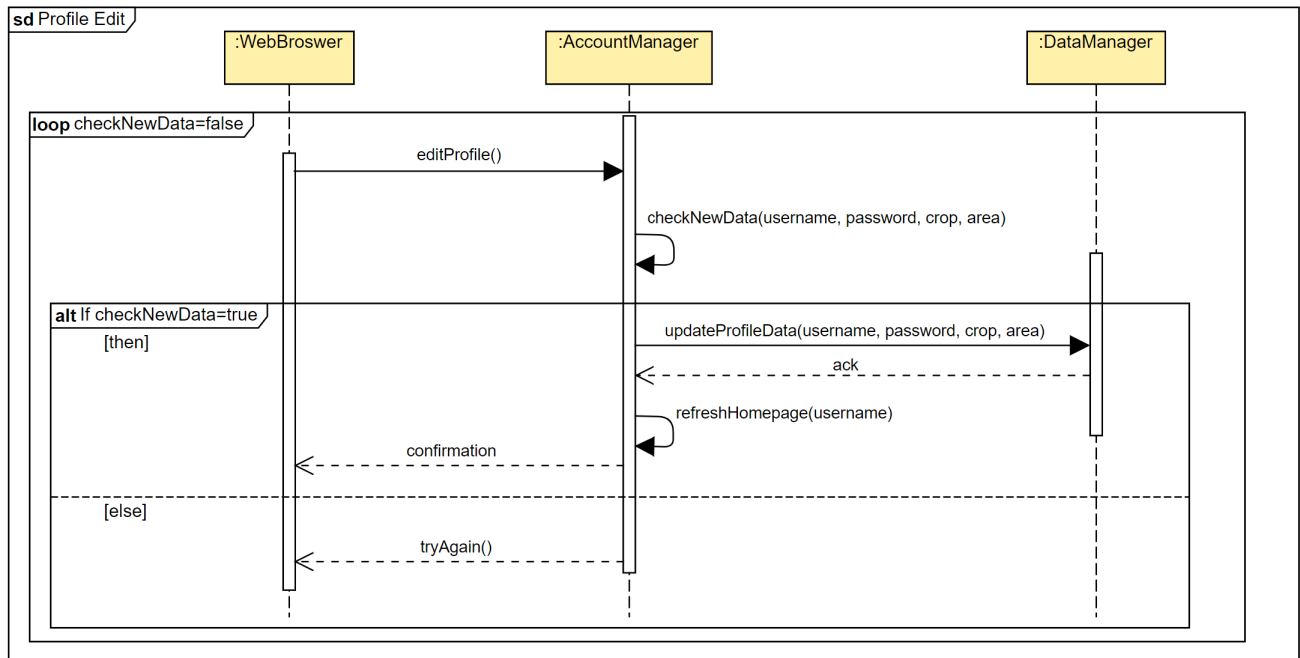 sd Profile Edit
:WebBroswer
:AccountManager
:DataManager
loop checkNewData=false
editProfile()
checkNewData(username, password, crop, area)
alt If checkNewData=true
[then]
updateProfileData(username, password, crop, area)
ack
refreshHomepage(username)
confirmation
[else]
tryAgain()